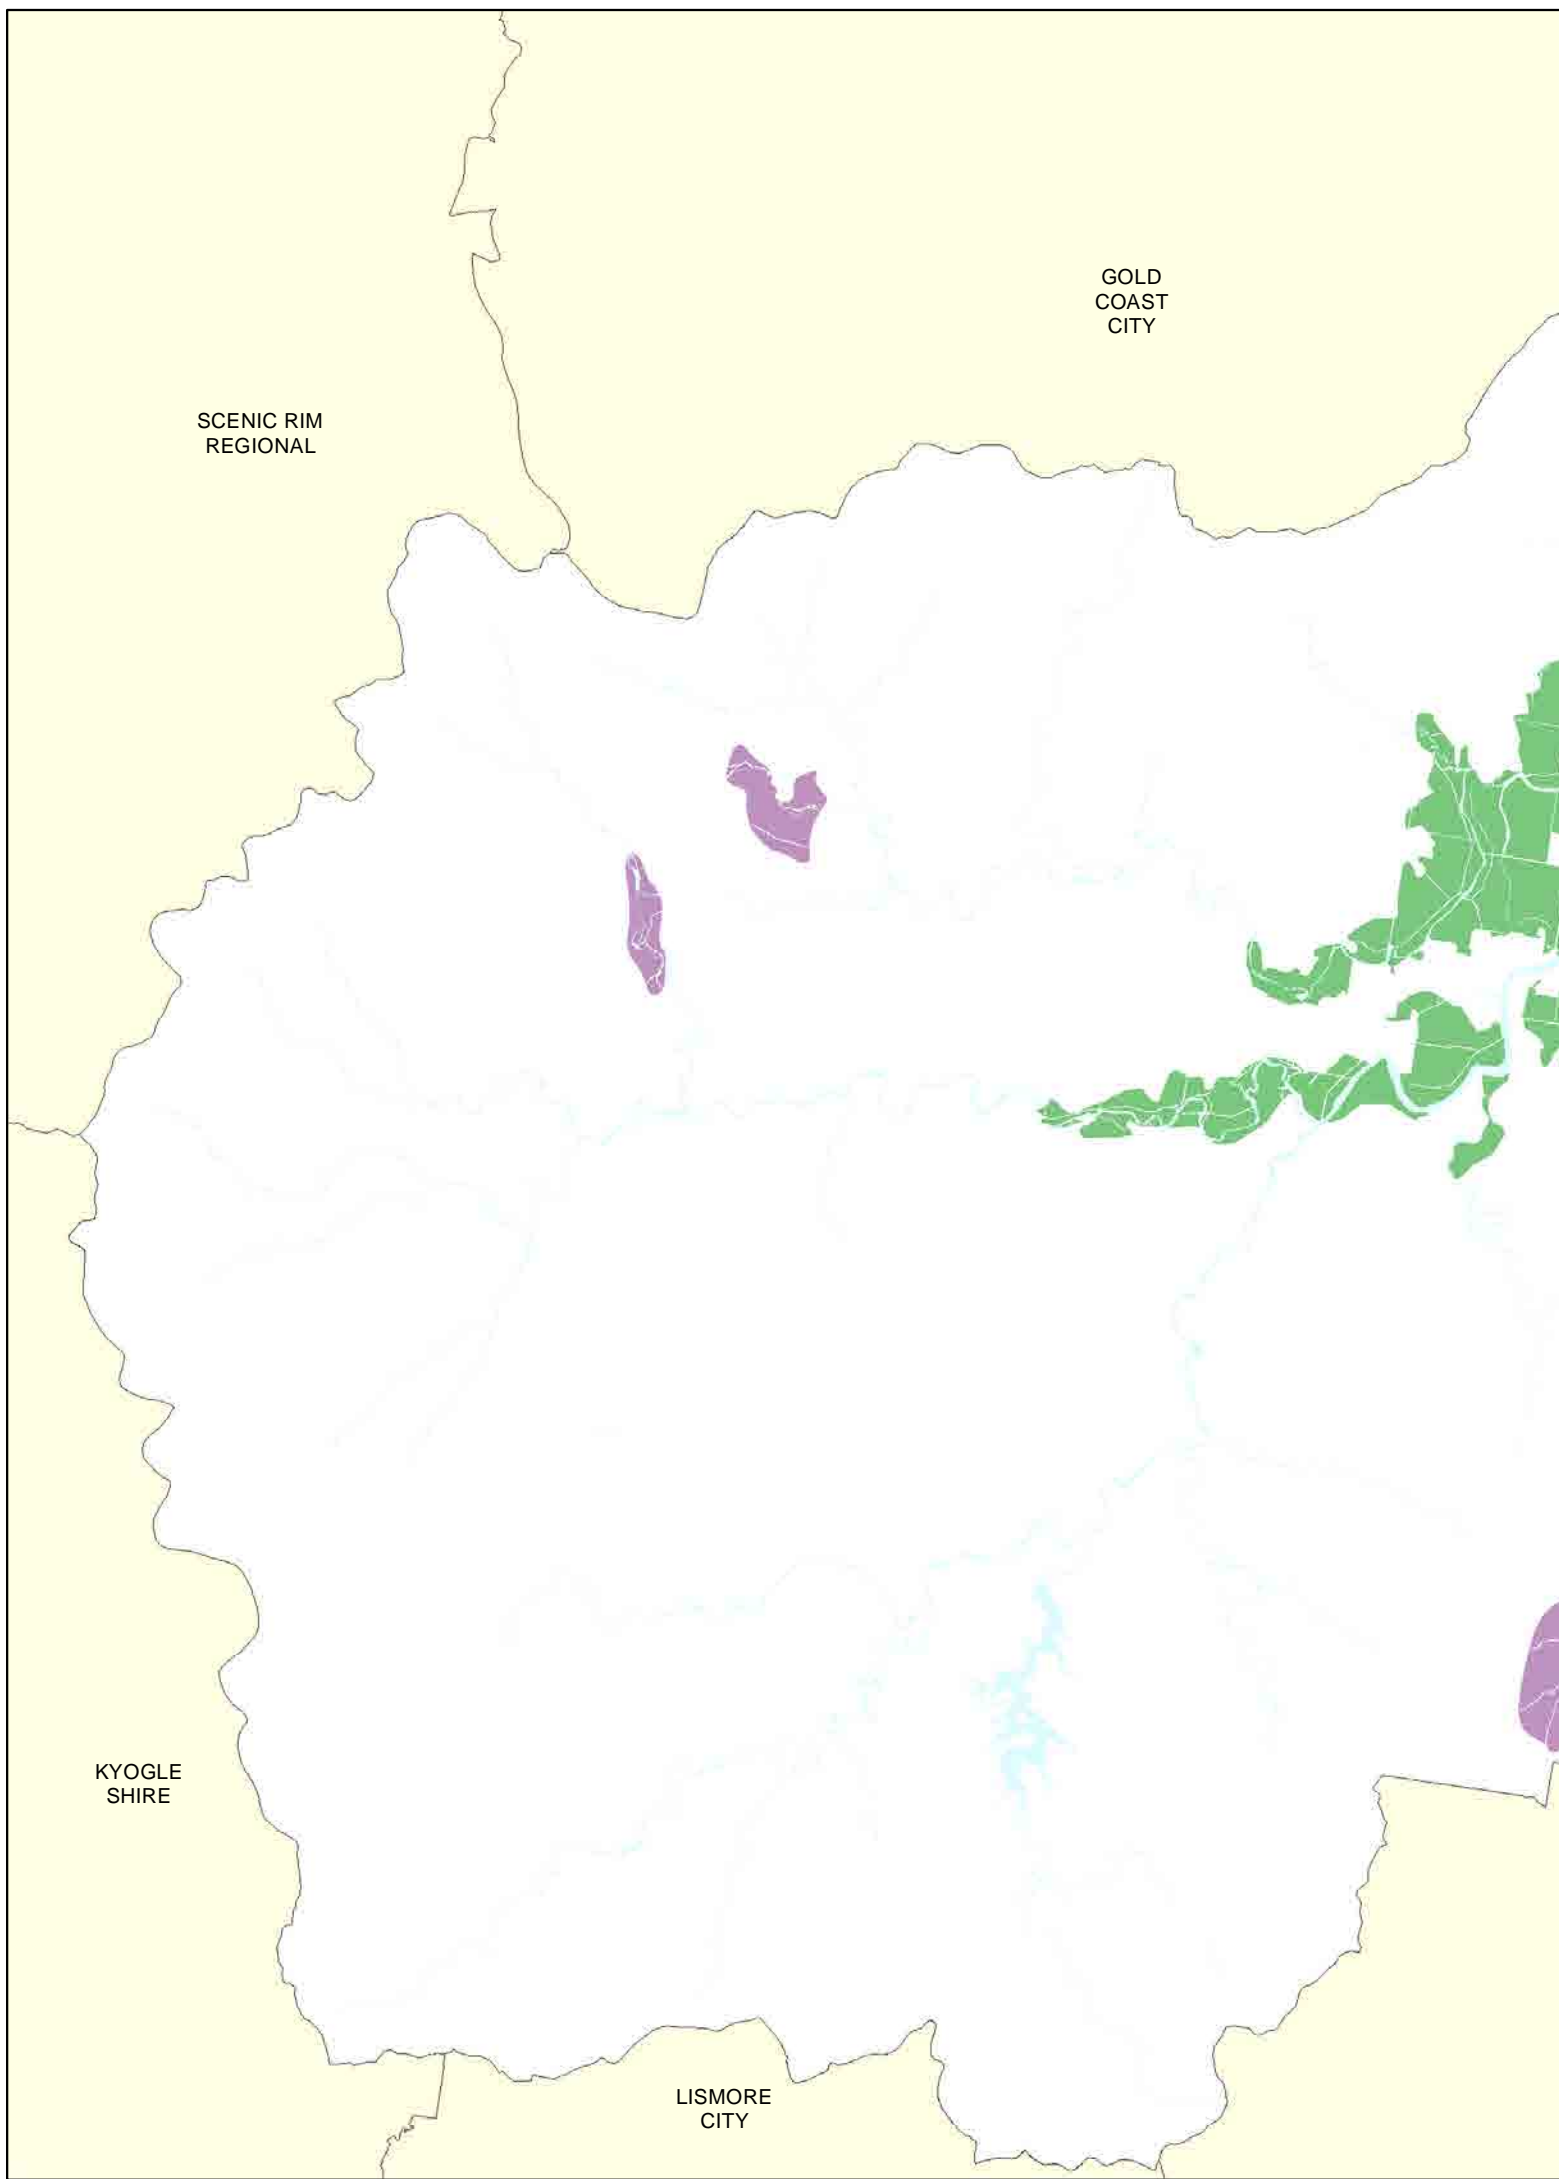 GOLD
COAST
CITY
SCENIC RIM
REGIONAL
KYOGLE
SHIRE
LISMORE
CITY